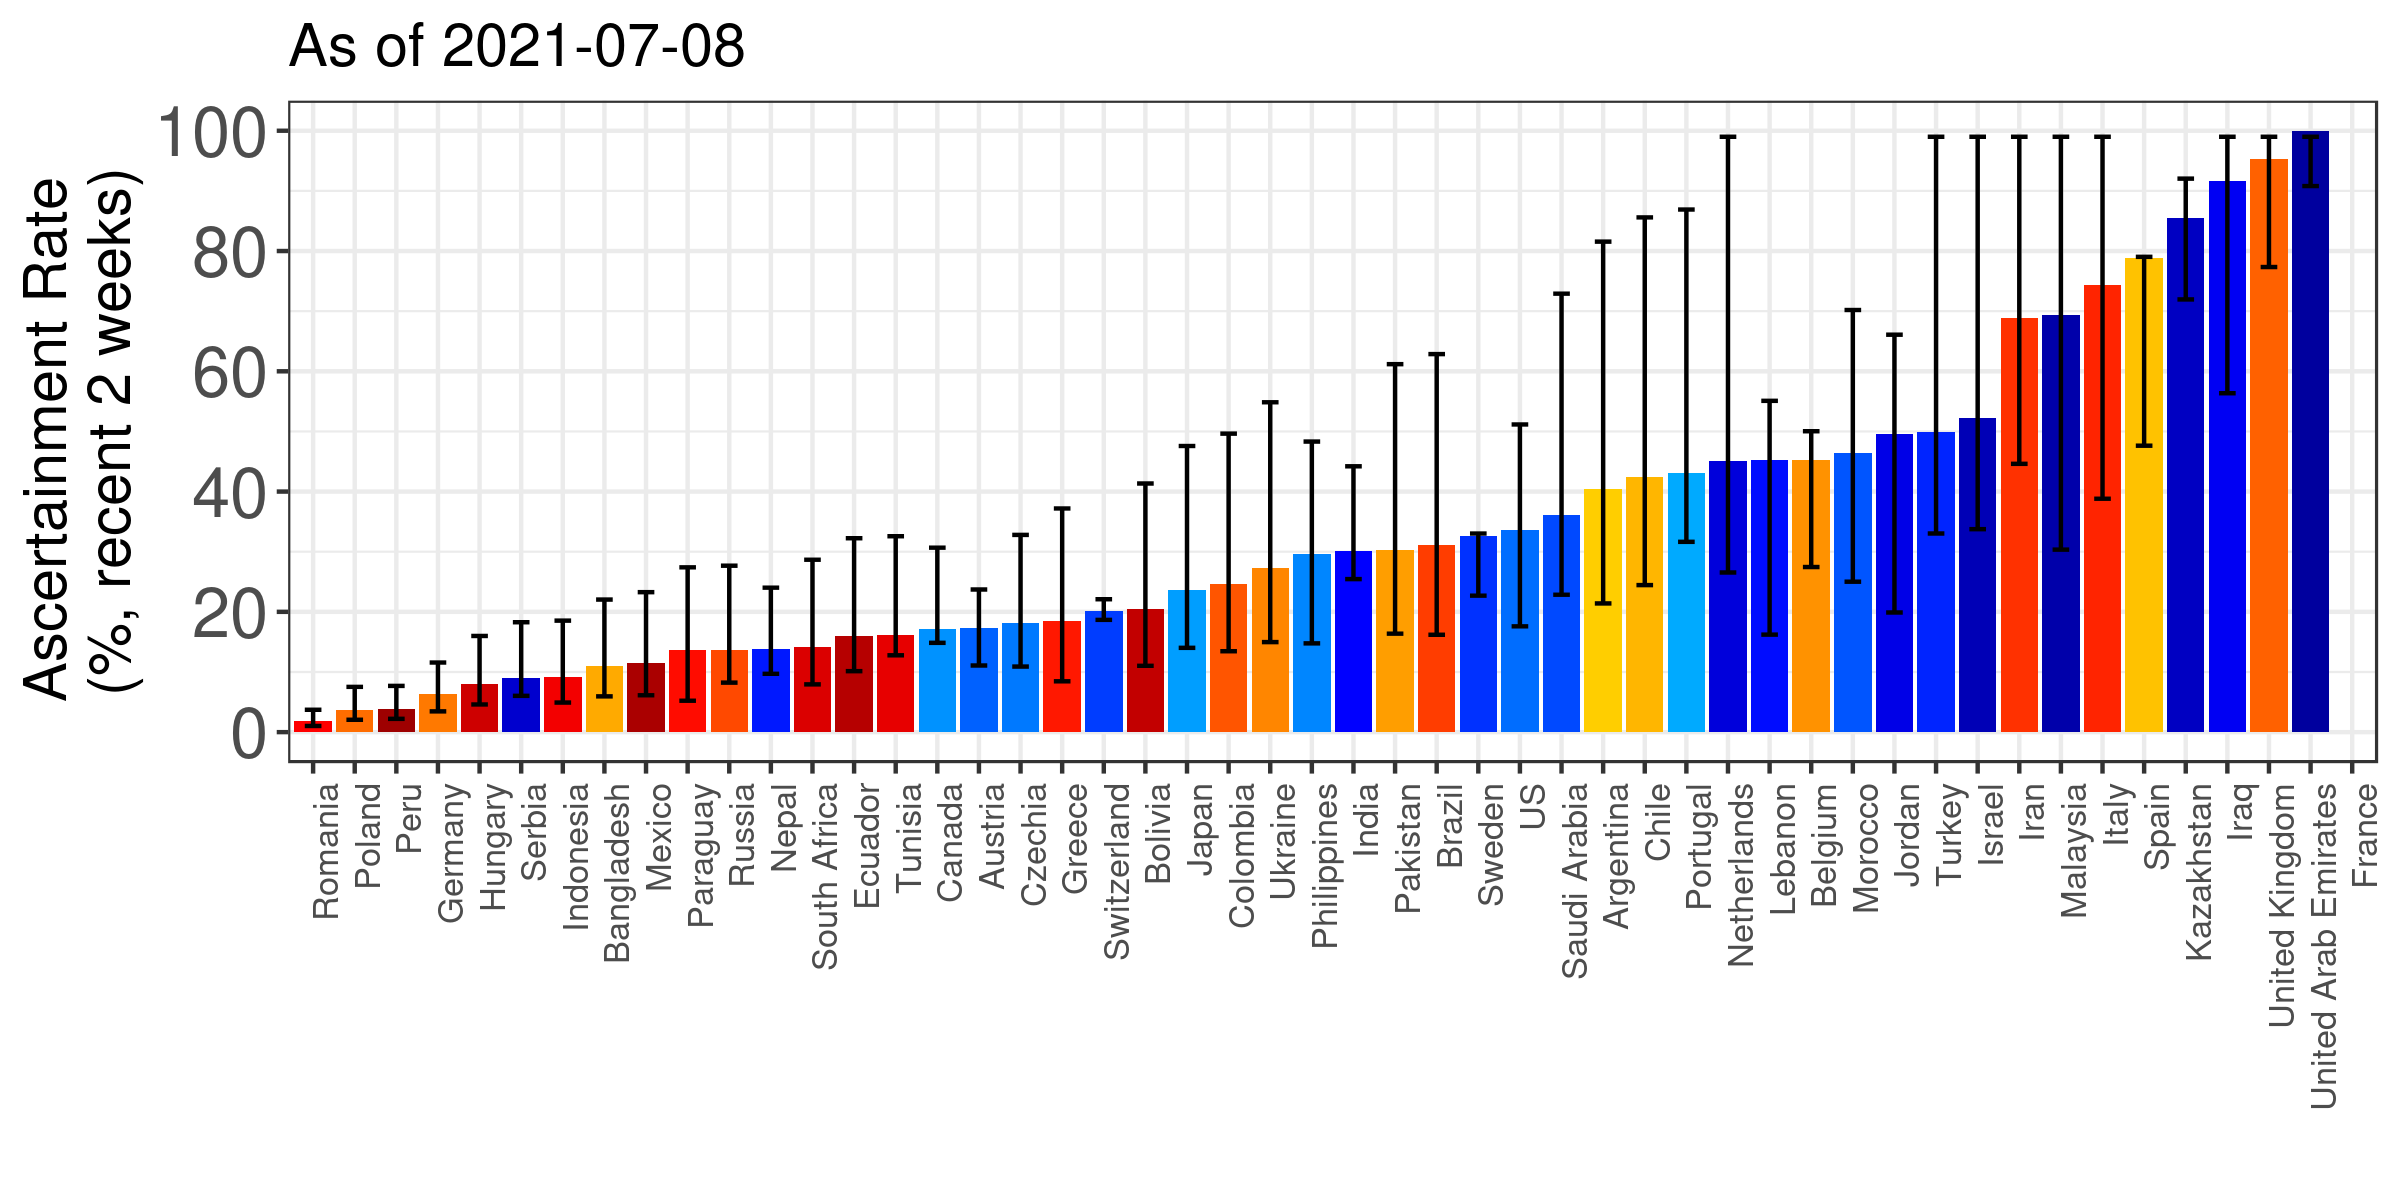 As of 2021-07-08
Ascertainment Rate
(%, recent 2 weeks)
100
80
60
40
20
0
Romania
Poland
Peru
Germany
Hungary
Serbia
Indonesia
Bangladesh
Mexico
Paraguay
Russia
Nepal
South Africa
Ecuador
Tunisia
Canada
Austria
Czechia
Greece
Switzerland
Bolivia
Japan
Colombia
Ukraine
Philippines
India
Pakistan
Brazil
Sweden
US
Saudi Arabia
Argentina
Chile
Portugal
Netherlands
Lebanon
Belgium
Morocco
Jordan
Turkey
Israel
Iran
Malaysia
Italy
Spain
Kazakhstan
Iraq
United Kingdom
United Arab Emirates
France